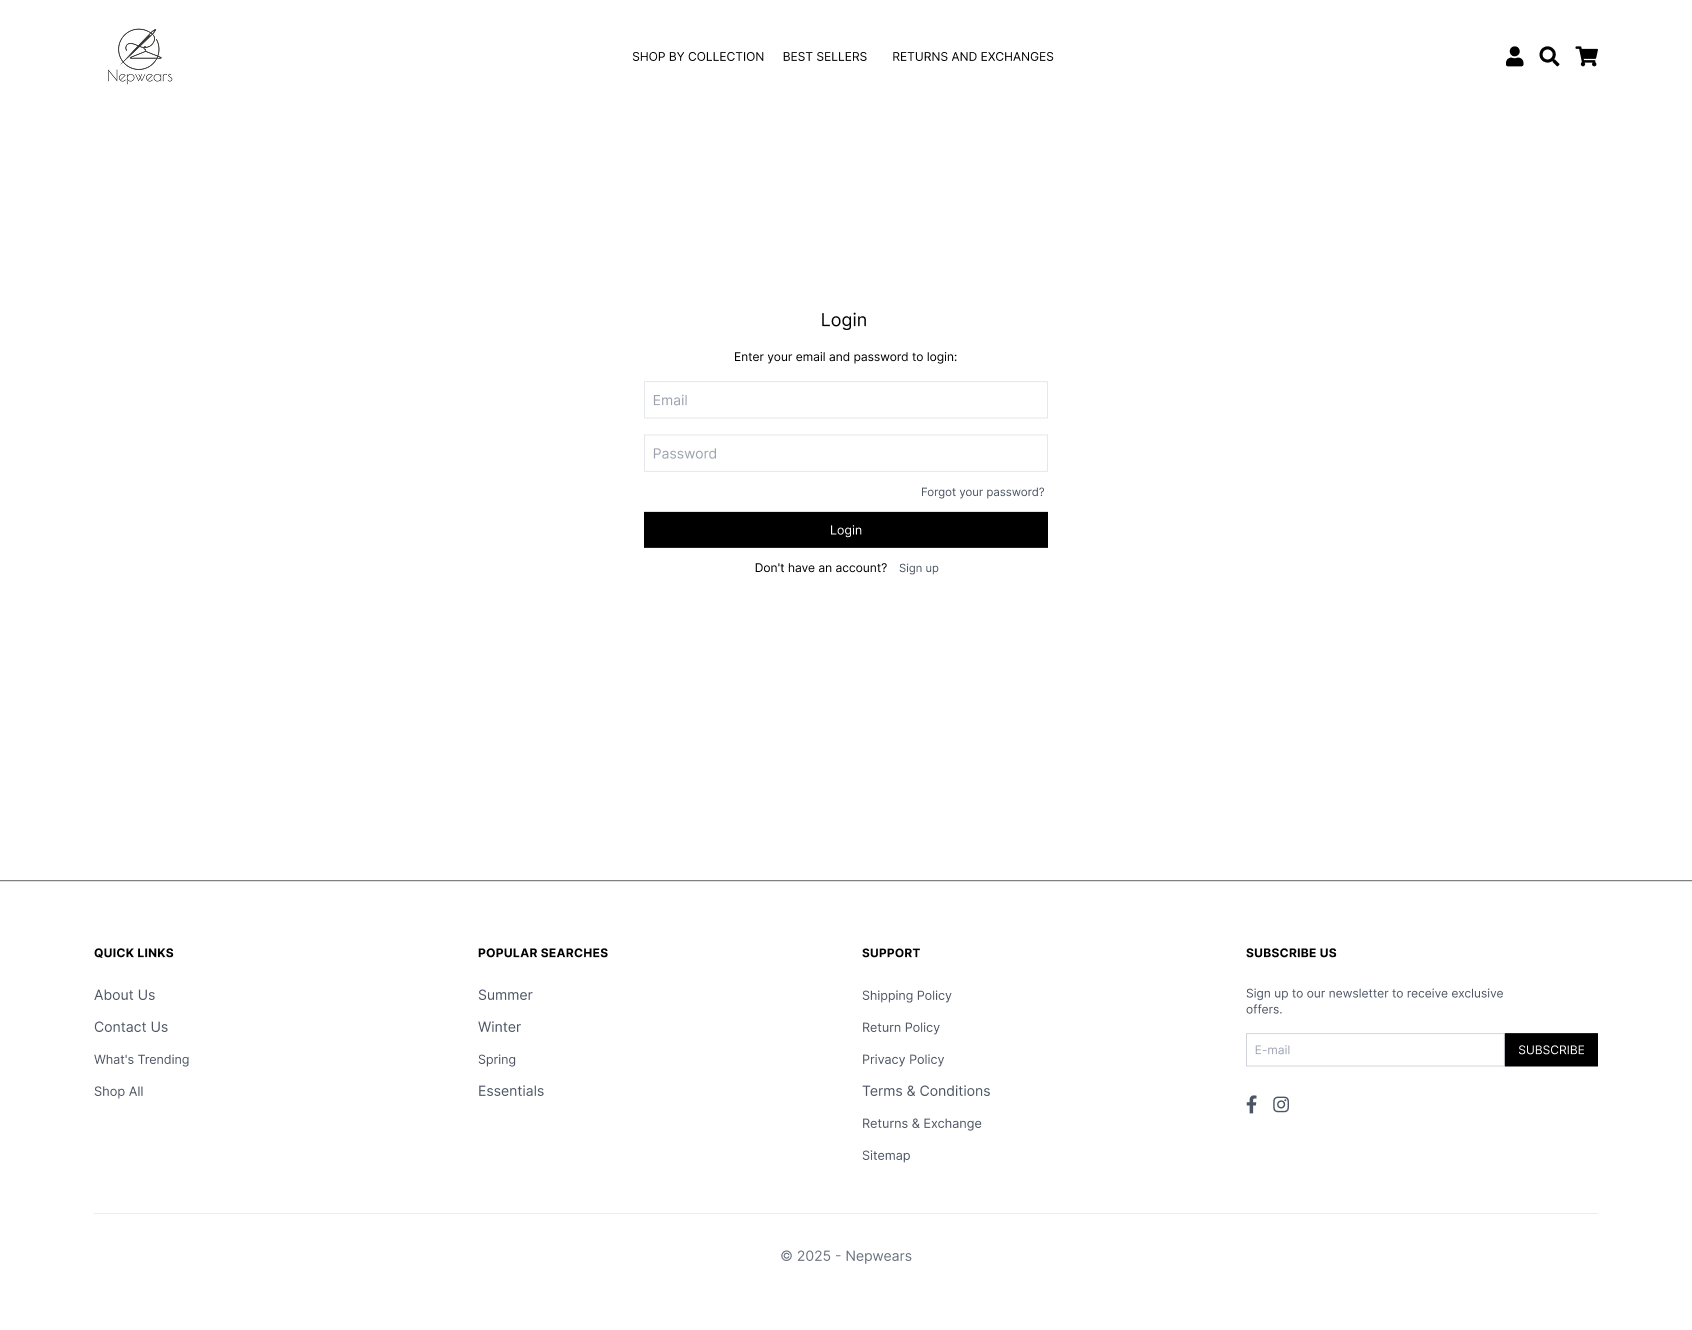 Nepwears
SHOP BY COLLECTION
BEST SELLERS
RETURNS AND EXCHANGES
Login
Enter your email and password to login:
Email
Password
Forgot your password?
Login
Don't have an account? Sign up
QUICK LINKS
About Us
Contact Us
What's Trending
Shop All
POPULAR SEARCHES
Summer
Winter
Spring
Essentials
SUPPORT
Shipping Policy
Return Policy
Privacy Policy
Terms & Conditions
Returns & Exchange
Sitemap
SUBSCRIBE US
Sign up to our newsletter to receive exclusive
offers.
E-mail
SUBSCRIBE
© 2025 - Nepwears